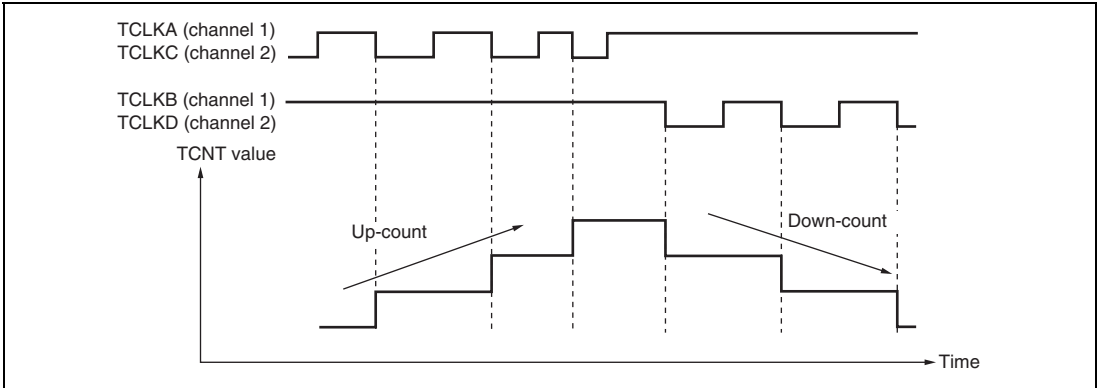 TCLKA (channel 1)
TCLKC (channel 2)
TCLKB (channel 1)
TCLKD (channel 2)
TCNT value
Up-count
Down-count
Time